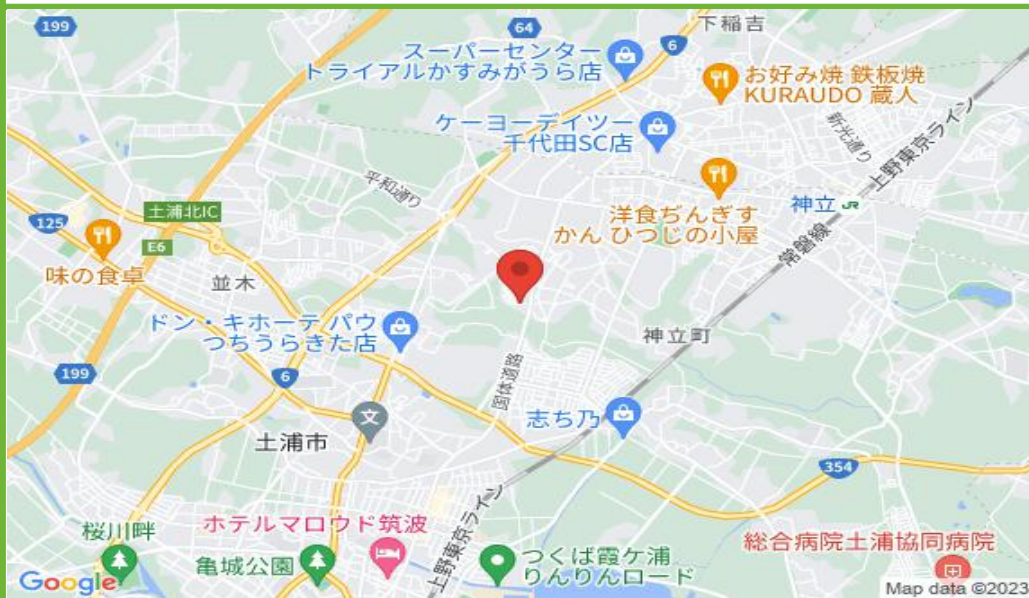 199
64
下稲吉
6
スーパーセンター
トライアルかすみがうら店
お好み焼 鉄板焼
KURAUDO 蔵人
ケーヨーデイツー
千代田SC店
新光通り
上野東京ライン
平和通り
土浦北IC
125
E6
洋食ぢんぎす
かん ひつじの小屋
神立
JR
常磐線
味の食卓
並木
ドン・キホーテ パウ
つちうらきた店
神立町
199
6
国体道路
志ち乃
文
土浦市
354
桜川畔
ホテルマロウド筑波
上野東京ライン
亀城公園
つくば霞ケ浦
りんりんロード
総合病院土浦協同病院
Google
Map data ©2023